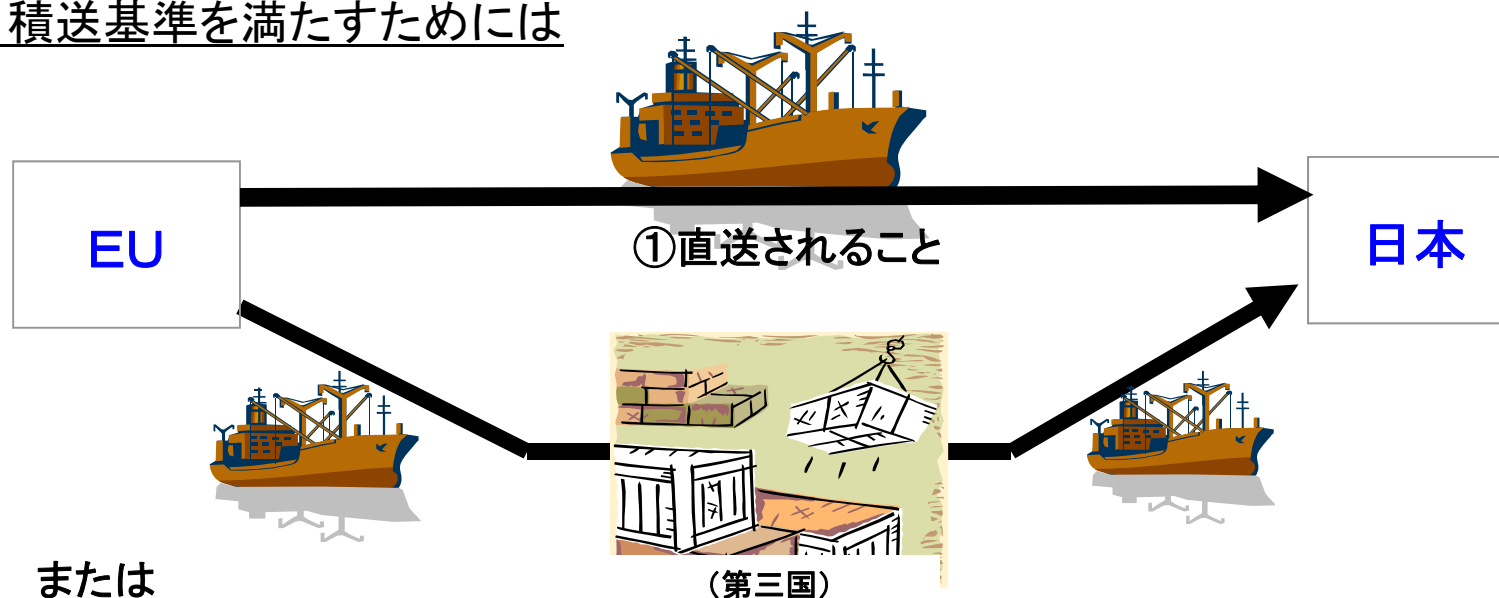 積送基準を満たすためには
ＥＵ
日本
①直送されること
または
（第三国）